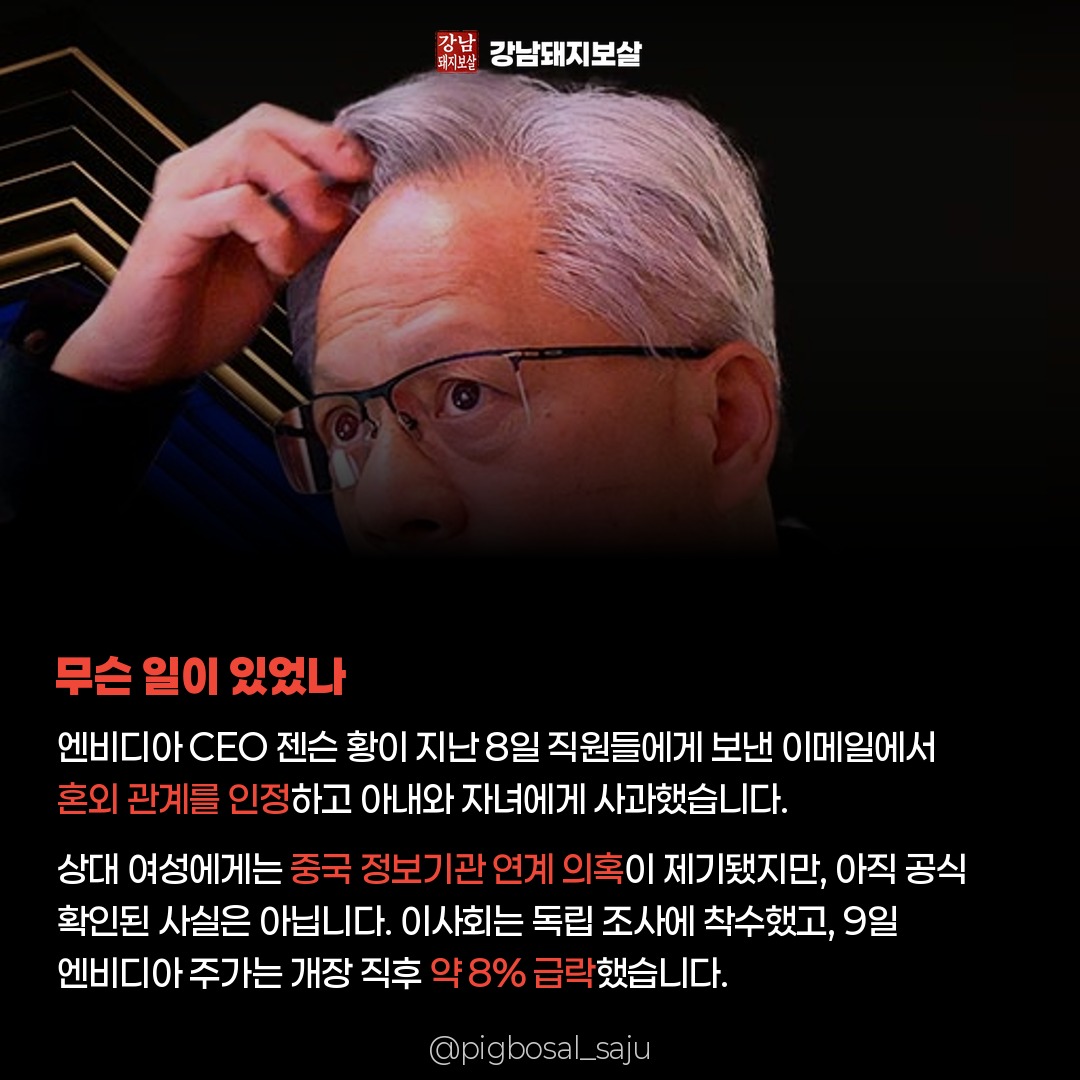 강남
돼지보살
강남돼지보살
무슨 일이 있었나
엔비디아 CEO 젠슨 황이 지난 8일 직원들에게 보낸 이메일에서
혼외 관계를 인정하고 아내와 자녀에게 사과했습니다.
상대 여성에게는 중국 정보기관 연계 의혹이 제기됐지만, 아직 공식
확인된 사실은 아닙니다. 이사회는 독립 조사에 착수했고, 9일
엔비디아 주가는 개장 직후 약 8% 급락했습니다.
@pigbosal_saju